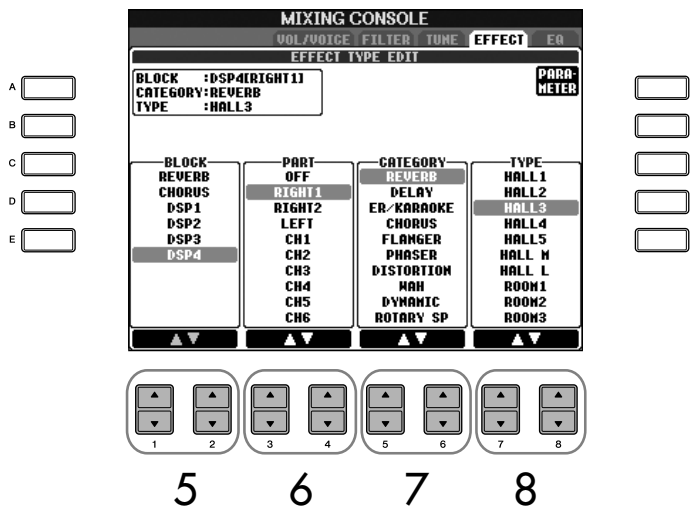 MIXING CONSOLE
VOL/VOICE FILTER TUNE EFFECT EQ
EFFECT TYPE EDIT
BLOCK :DSP4[RIGHT1]
CATEGORY:REVERB
TYPE :HALL3
PARA-
METER
A
B
C
D
E
BLOCK
REVERB
CHORUS
DSP1
DSP2
DSP3
DSP4
PART
OFF
RIGHT1
RIGHT2
LEFT
CH1
CH2
CH3
CH4
CH5
CH6
CATEGORY
REVERB
DELAY
ER/KARAOKE
CHORUS
FLANGER
PHASER
DISTORTION
WAH
DYNAMIC
ROTARY SP
TYPE
HALL1
HALL2
HALL3
HALL4
HALL5
HALL M
HALL L
ROOM1
ROOM2
ROOM3
1 2 3 4 5 6 7 8
5 6 7 8